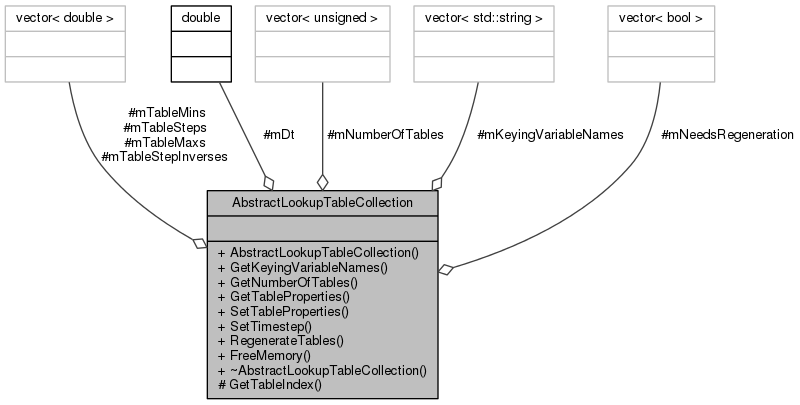 vector< double >
double
vector< unsigned >
vector< std::string >
vector< bool >
#mTableMins
#mTableSteps
#mTableMaxs
#mTableStepInverses
#mDt
#mNumberOfTables
#mKeyingVariableNames
#mNeedsRegeneration
AbstractLookupTableCollection
+ AbstractLookupTableCollection()
+ GetKeyingVariableNames()
+ GetNumberOfTables()
+ GetTableProperties()
+ SetTableProperties()
+ SetTimestep()
+ RegenerateTables()
+ FreeMemory()
+ ~AbstractLookupTableCollection()
# GetTableIndex()